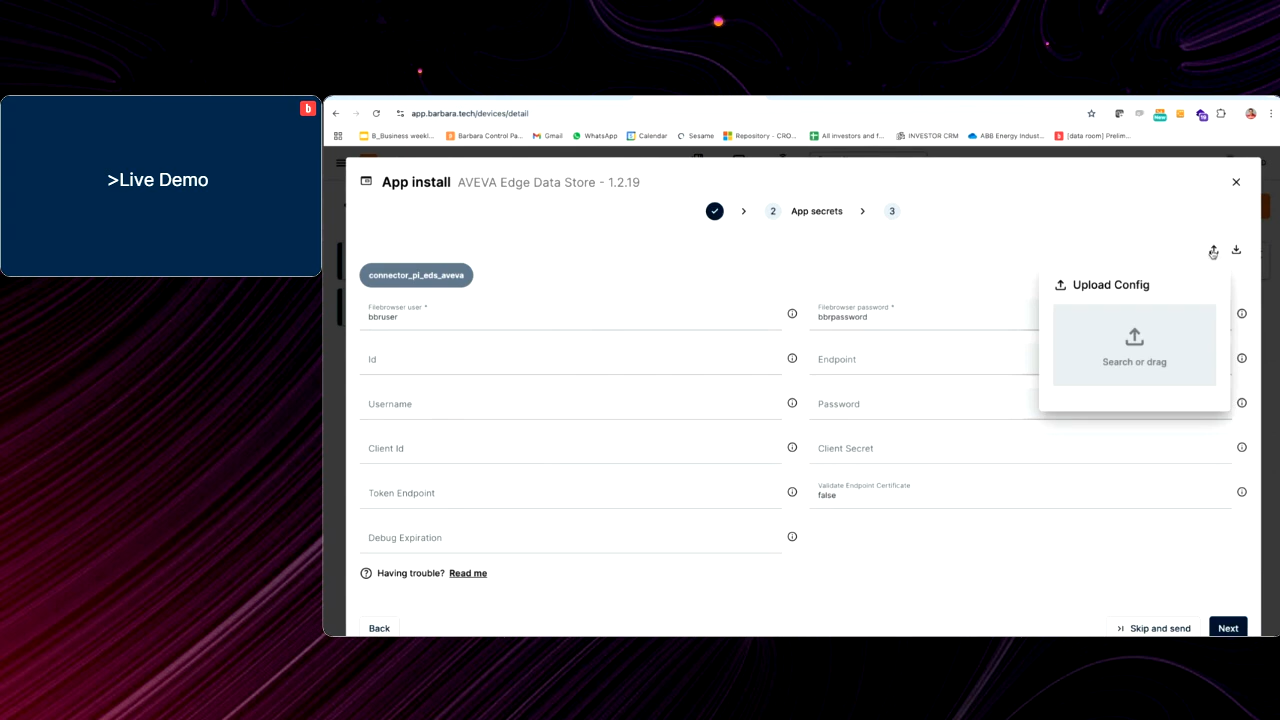 b
>Live Demo
app.barbara.tech/devices/detail
B_Business weekl...
Barbara Control Pa...
Gmail
WhatsApp
Calendar
Sesame
Repository - CRO...
All investors and f...
INVESTOR CRM
ABB Energy Indust...
[data room] Prelim...
App install AVEVA Edge Data Store - 1.2.19
2 App secrets 3
connector_pi_eds_aveva
Upload Config
Search or drag
Filebrowser user *
bbruser
Filebrowser password *
bbrpassword
Id
Endpoint
Username
Password
Client Id
Client Secret
Token Endpoint
Validate Endpoint Certificate
false
Debug Expiration
Having trouble? Read me
Back
Skip and send
Next